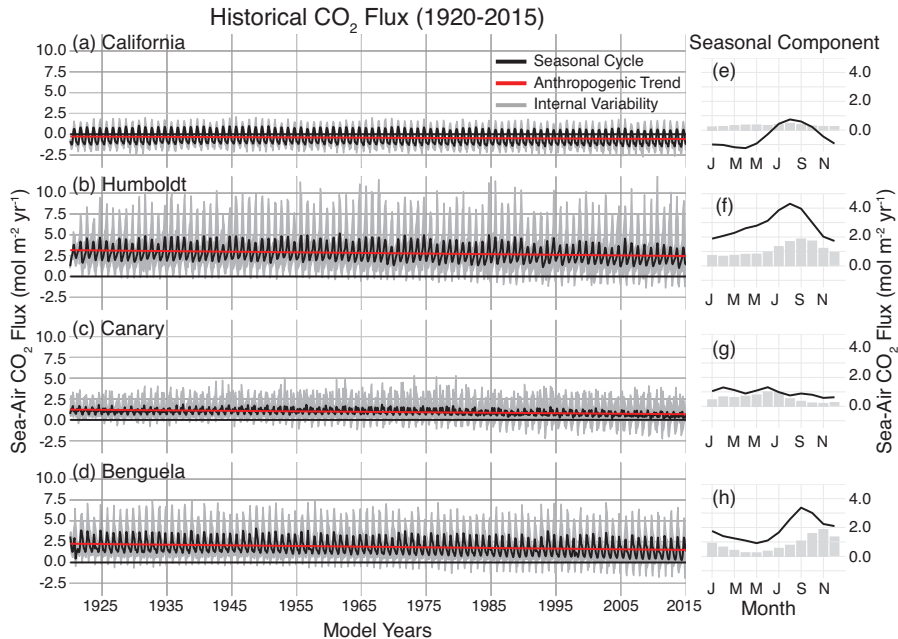 Historical CO2 Flux (1920-2015)
(a) California
10.0
7.5
5.0
2.5
0.0
-2.5
Seasonal Cycle
Anthropogenic Trend
Internal Variability
(b) Humboldt
10.0
7.5
5.0
2.5
0.0
-2.5
(c) Canary
10.0
7.5
5.0
2.5
0.0
-2.5
(d) Benguela
10.0
7.5
5.0
2.5
0.0
-2.5
1925 1935 1945 1955 1965 1975 1985 1995 2005 2015
Model Years
Sea-Air CO2 Flux (mol m-2 yr-1)
Seasonal Component
(e)
4.0
2.0
0.0
J M M J S N
(f)
4.0
2.0
0.0
J M M J S N
(g)
4.0
2.0
0.0
J M M J S N
(h)
4.0
2.0
0.0
J M M J S N
Month
Sea-Air CO2 Flux (mol m-2 yr-1)